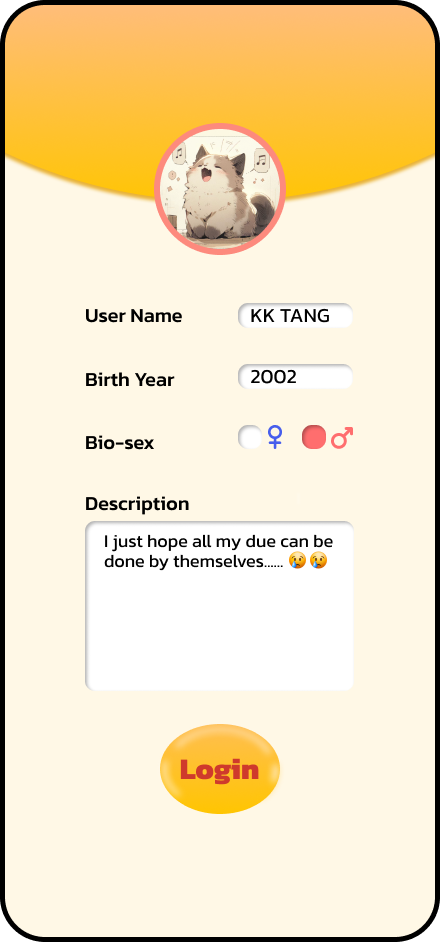 User Name
KK TANG
Birth Year
2002
Bio-sex
♀ ♂
Description
I just hope all my due can be
done by themselves...... 😢😢
Login